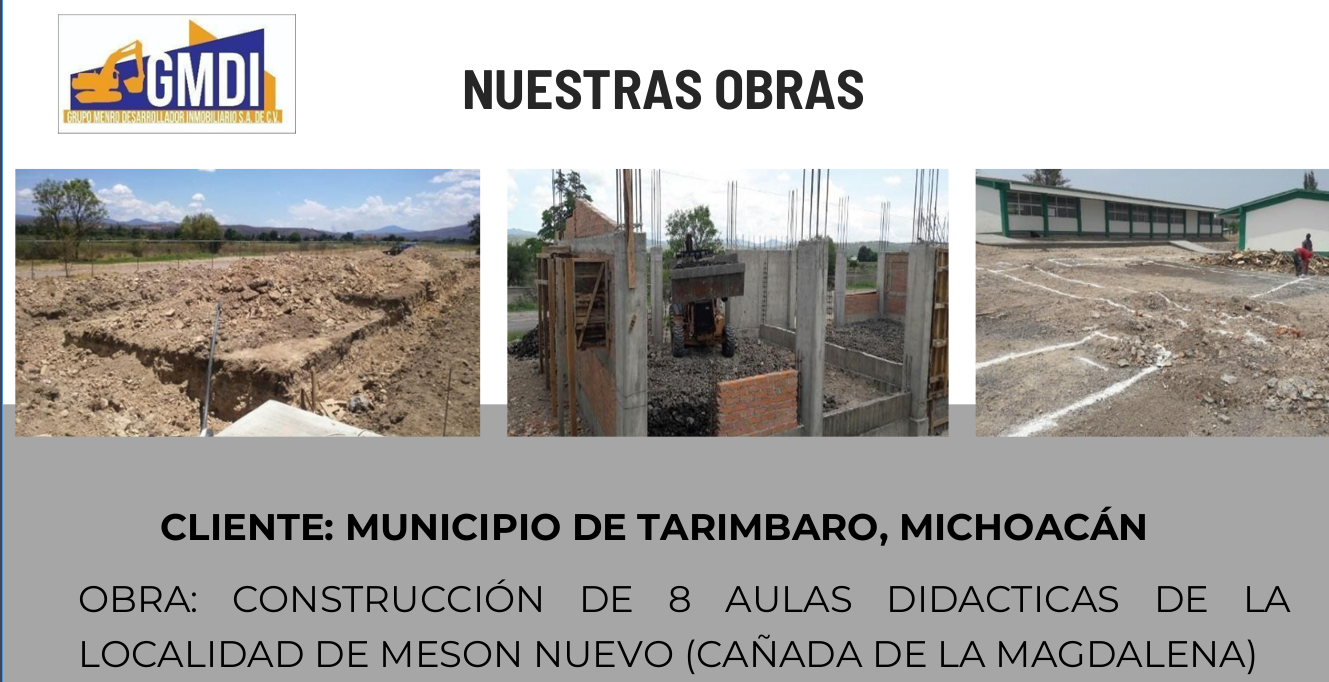 GMDI
GRUPO MENRO DESARROLLADOR INMOBILIARIO S.A. DE C.V.
NUESTRAS OBRAS
CLIENTE: MUNICIPIO DE TARIMBARO, MICHOACÁN
OBRA: CONSTRUCCIÓN DE 8 AULAS DIDACTICAS DE LA
LOCALIDAD DE MESON NUEVO (CAÑADA DE LA MAGDALENA)